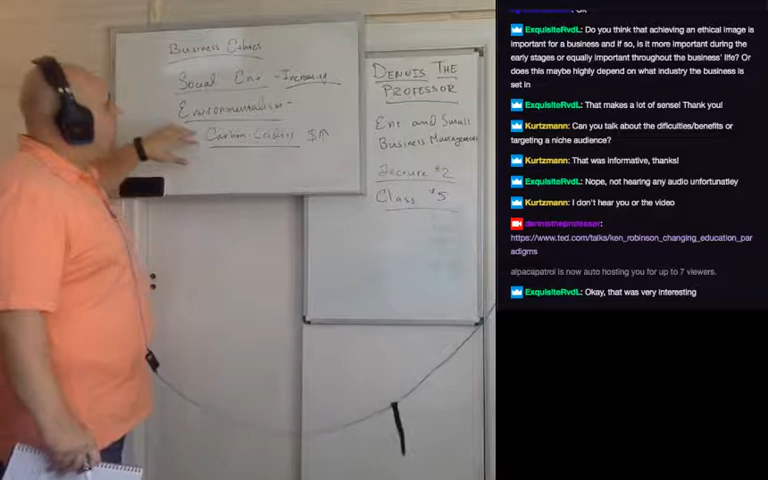 Business Ethics
Social Ent - Increasing
Environmentalism -
Carbon-Credits $↑
DENNIS THE
PROFESSOR
Ent and Small
Business Management
Lecture #2
Class #5
ExquisiteRvdL: Do you think that achieving an ethical image is
important for a business and if so, is it more important during the
early stages or equally important throughout the business' life? Or
does this maybe highly depend on what industry the business is
set in
ExquisiteRvdL: That makes a lot of sense! Thank you!
Kurtzmann: Can you talk about the dificulties/benefits or
targeting a niche audience?
Kurtzmann: That was informative, thanks!
ExquisiteRvdL: Nope, not hearing any audio unfortunatley
Kurtzmann: I don't hear you or the video
dennistheprofessor:
https://www.ted.com/talks/ken_robinson_changing_education_par
adigms
alpacapatrol is now auto hosting you for up to 7 viewers.
ExquisiteRvdL: Okay, that was very interesting